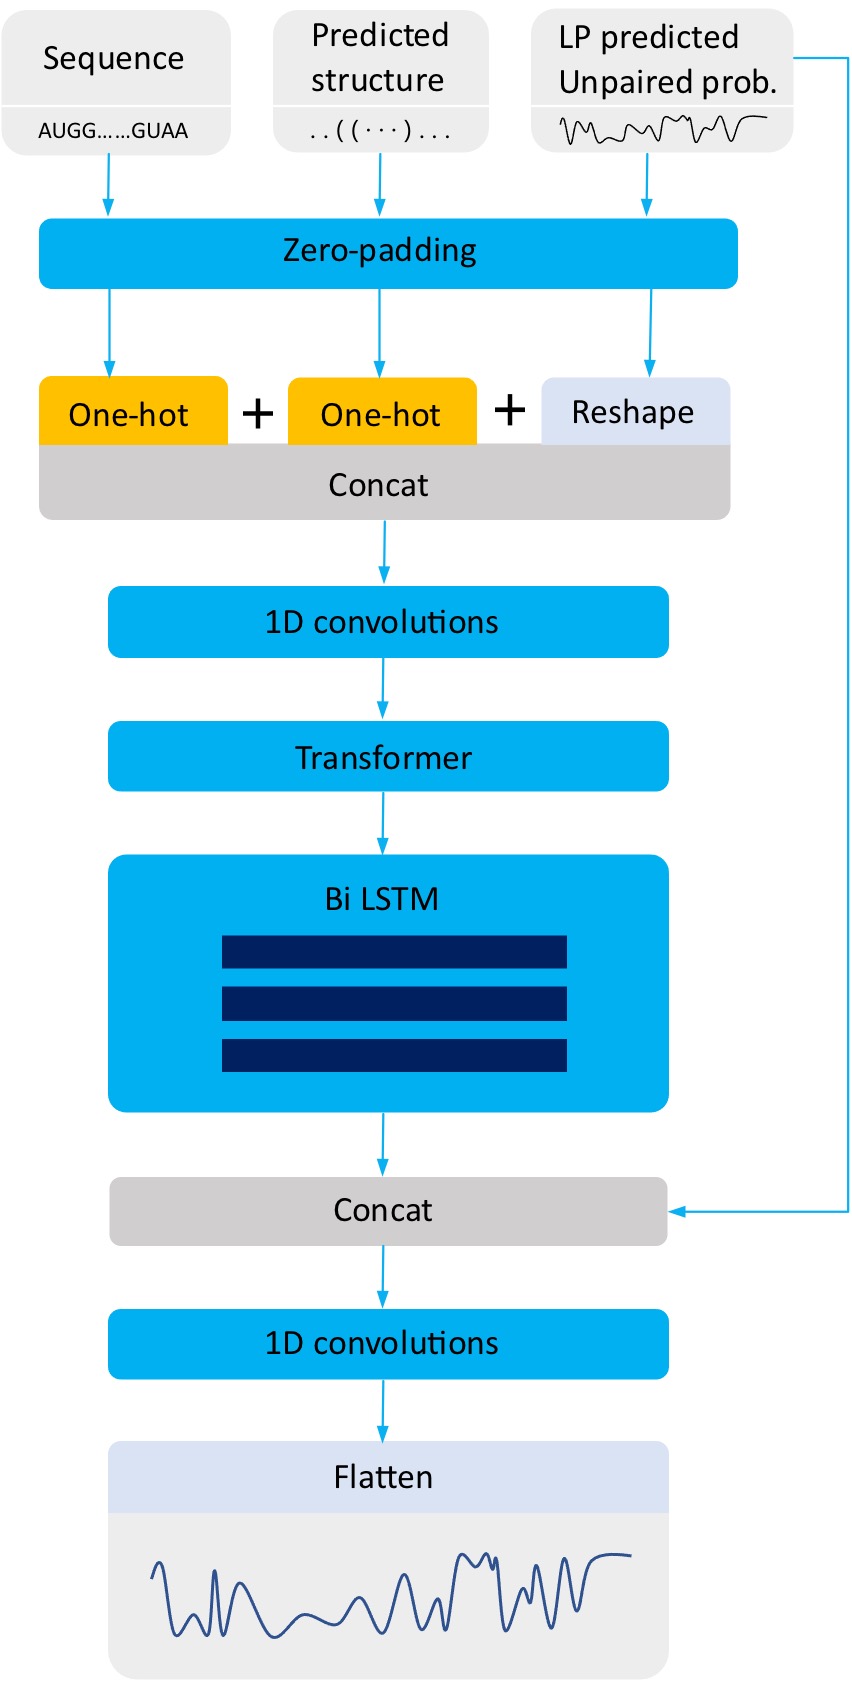 Sequence
AUGG......GUAA
Predicted
structure
..((···)...
LP predicted
Unpaired prob.
Zero-padding
One-hot
+
One-hot
+
Reshape
Concat
1D convolutions
Transformer
Bi LSTM
Concat
1D convolutions
Flatten